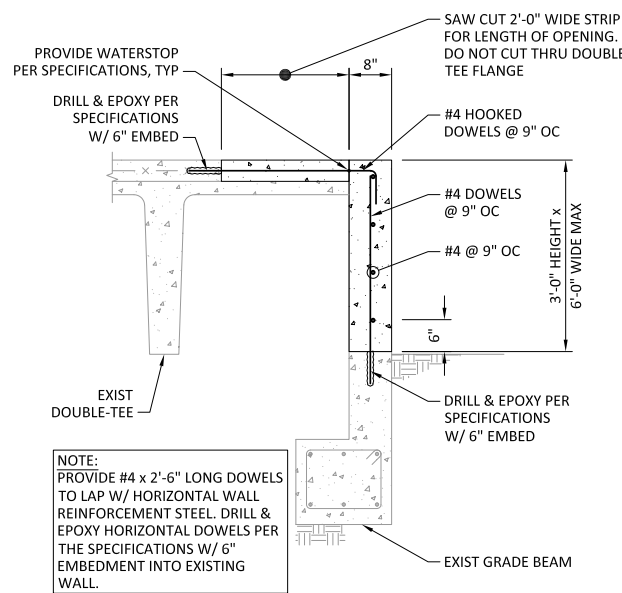 SAW CUT 2'-0" WIDE STRIP
FOR LENGTH OF OPENING.
DO NOT CUT THRU DOUBLE
TEE FLANGE
PROVIDE WATERSTOP
PER SPECIFICATIONS, TYP
8"
DRILL & EPOXY PER
SPECIFICATIONS
W/ 6" EMBED
#4 HOOKED
DOWELS @ 9" OC
#4 DOWELS
@ 9" OC
#4 @ 9" OC
3'-0" HEIGHT x
6'-0" WIDE MAX
6"
EXIST
DOUBLE-TEE
DRILL & EPOXY PER
SPECIFICATIONS
W/ 6" EMBED
NOTE:
PROVIDE #4 x 2'-6" LONG DOWELS
TO LAP W/ HORIZONTAL WALL
REINFORCEMENT STEEL. DRILL &
EPOXY HORIZONTAL DOWELS PER
THE SPECIFICATIONS W/ 6"
EMBEDMENT INTO EXISTING
WALL.
EXIST GRADE BEAM